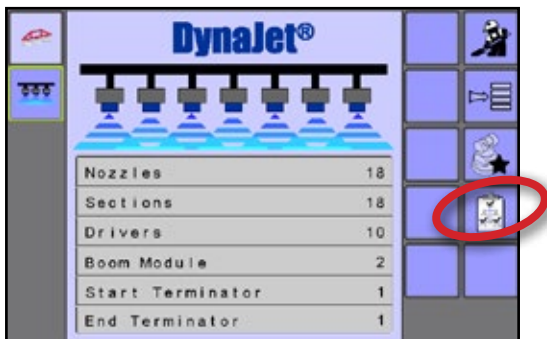 DynaJet®
Nozzles 18
Sections 18
Drivers 10
Boom Module 2
Start Terminator 1
End Terminator 1